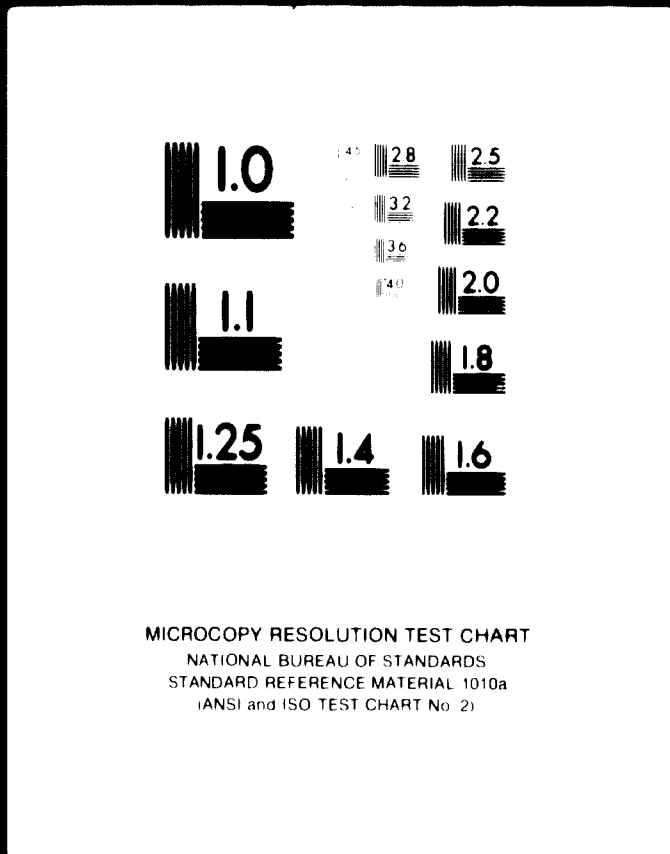 1.0
4.5 2.8 2.5
3.2 2.2
3.6
4.0 2.0
1.1
1.8
1.25 1.4 1.6
MICROCOPY RESOLUTION TEST CHART
NATIONAL BUREAU OF STANDARDS
STANDARD REFERENCE MATERIAL 1010a
(ANSI and ISO TEST CHART No. 2)